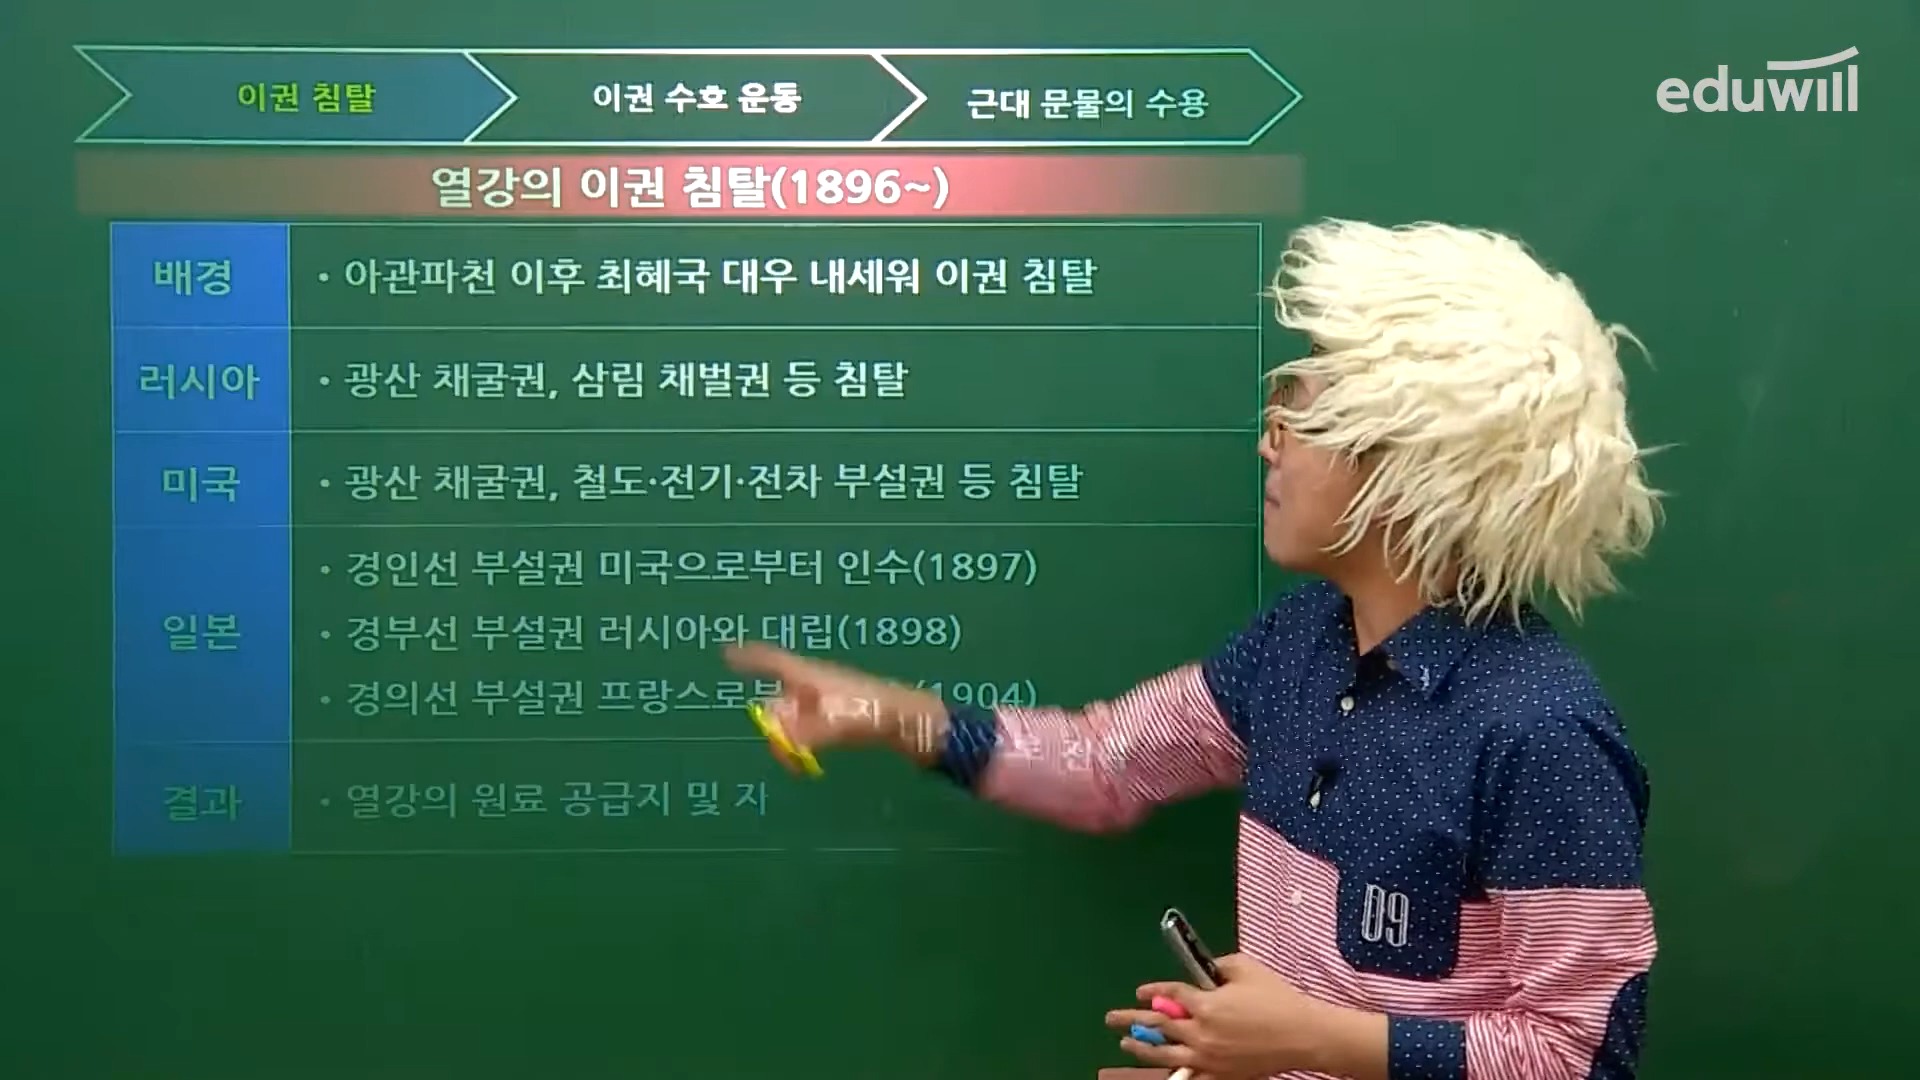 eduwill
이권 침탈
이권 수호 운동
근대 문물의 수용
열강의 이권 침탈(1896~)
배경
• 아관파천 이후 최혜국 대우 내세워 이권 침탈
러시아
• 광산 채굴권, 삼림 채벌권 등 침탈
미국
• 광산 채굴권, 철도·전기·전차 부설권 등 침탈
일본
• 경인선 부설권 미국으로부터 인수(1897)
• 경부선 부설권 러시아와 대립(1898)
• 경의선 부설권 프랑스로부 (1904)
결과
• 열강의 원료 공급지 및 자
09